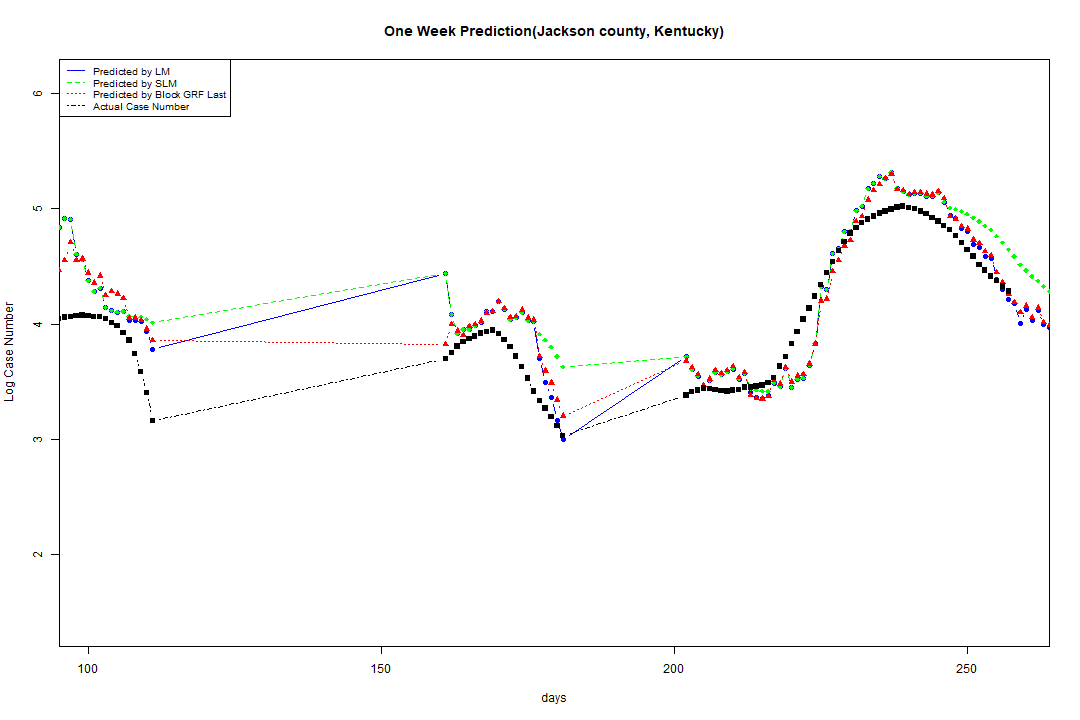 One Week Prediction(Jackson county, Kentucky)
Predicted by LM
Predicted by SLM
Predicted by Block GRF Last
Actual Case Number
6
5
4
3
2
Log Case Number
100 150 200 250
days